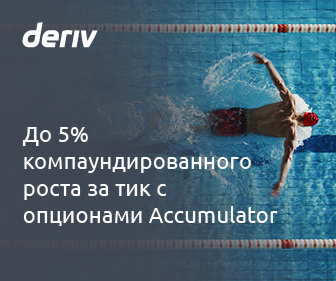 deriv
До 5%
компаундированного
роста за тик с
опционами Accumulator